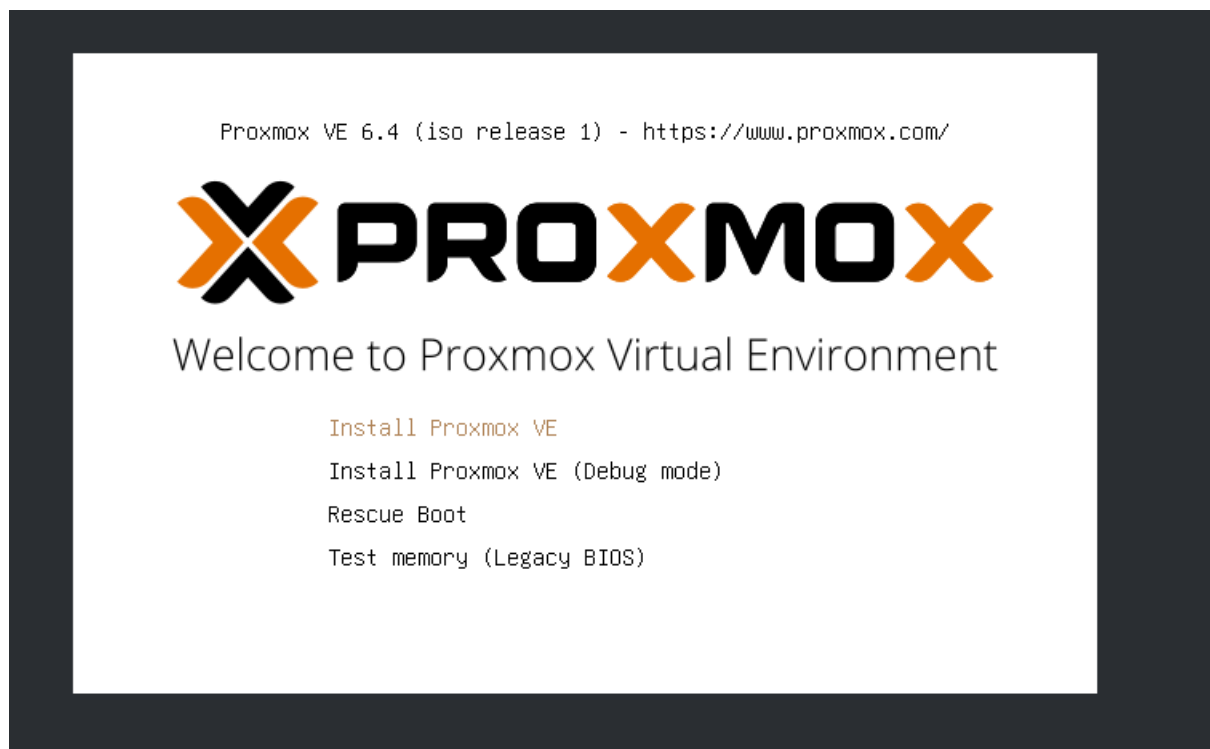 Proxmox VE 6.4 (iso release 1) - https://www.proxmox.com/
PROXMOX
Welcome to Proxmox Virtual Environment
Install Proxmox VE
Install Proxmox VE (Debug mode)
Rescue Boot
Test memory (Legacy BIOS)